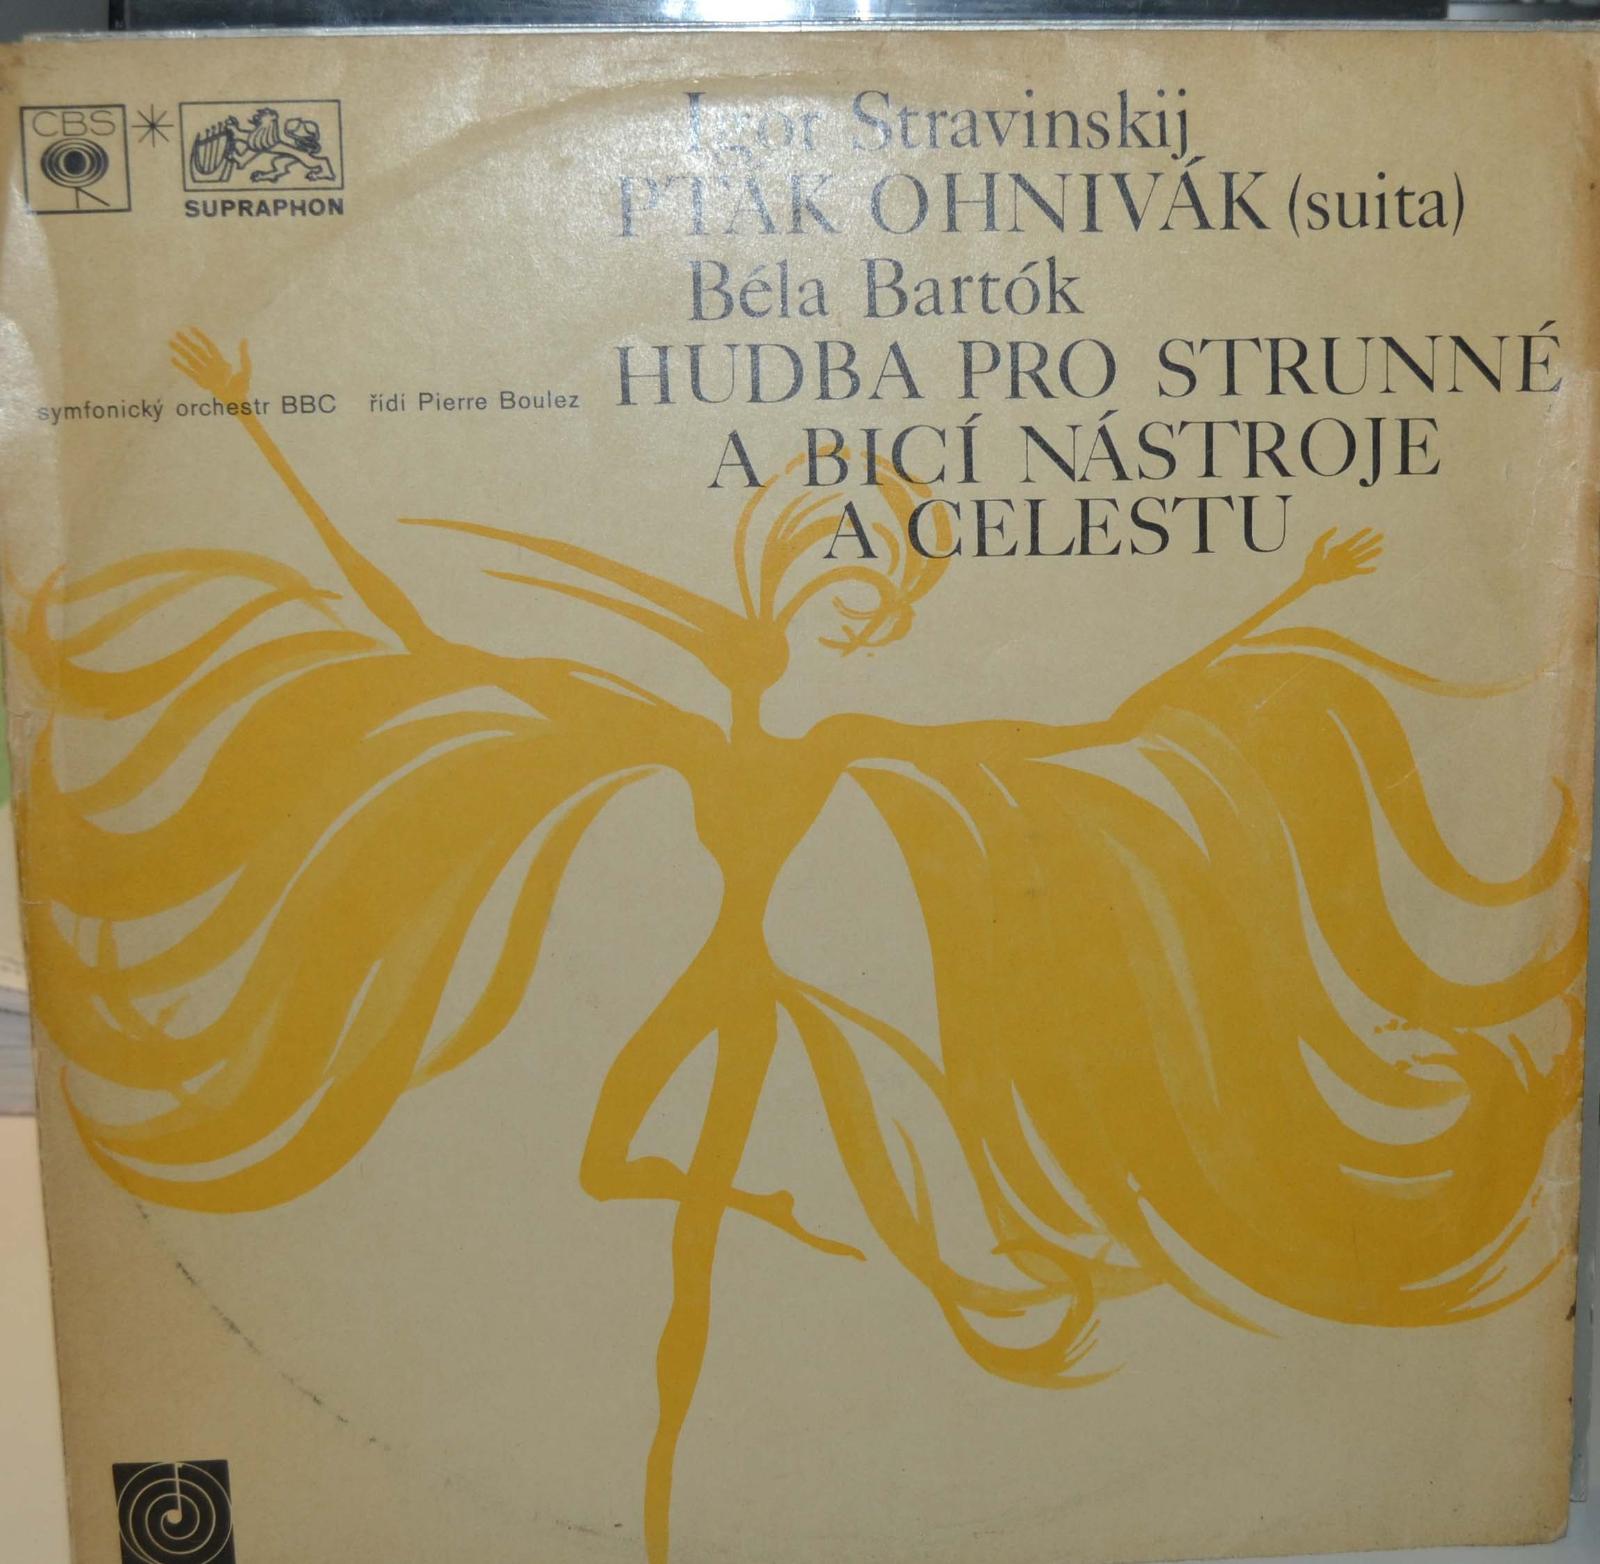 CBS
SUPRAPHON
Igor Stravinskij
PTÁK OHNIVÁK (suita)
Béla Bartók
HUDBA PRO STRUNNÉ
A BICÍ NÁSTROJE
A CELESTU
symfonický orchestr BBC řídí Pierre Boulez